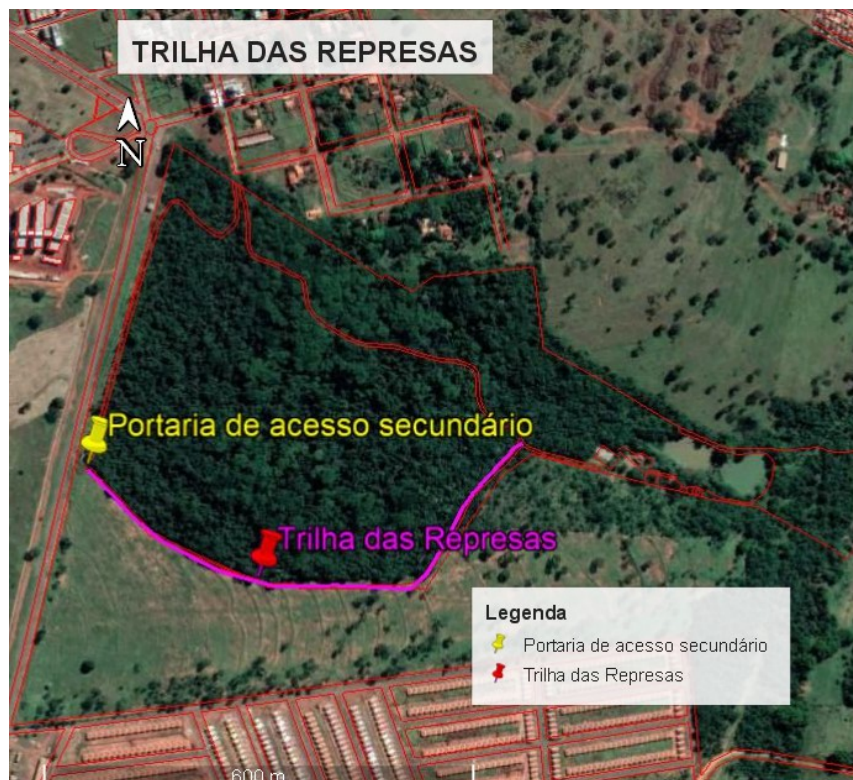 TRILHA DAS REPRESAS
N
Portaria de acesso secundário
Trilha das Represas
Legenda
Portaria de acesso secundário
Trilha das Represas
600 m